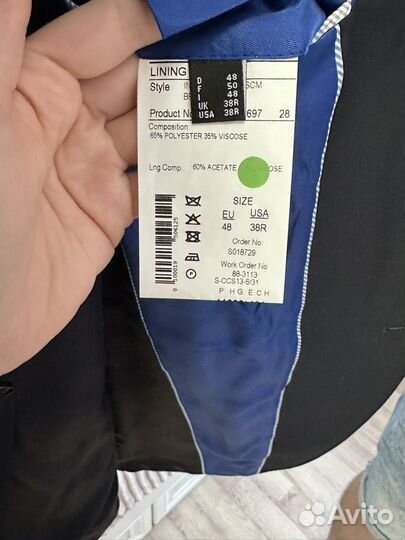 LINING
D 48
F 50
I 48
UK 38R
USA 38R
Style SCM
Product No 697 28
Composition:
65% POLYESTER 35% VISCOSE
Lng Comp.: 60% ACETATE
SIZE
EU USA
48 38R
Order No
S018729
Work Order No
88-3113
S-CCS13-6/31
P H G E C H
Avito